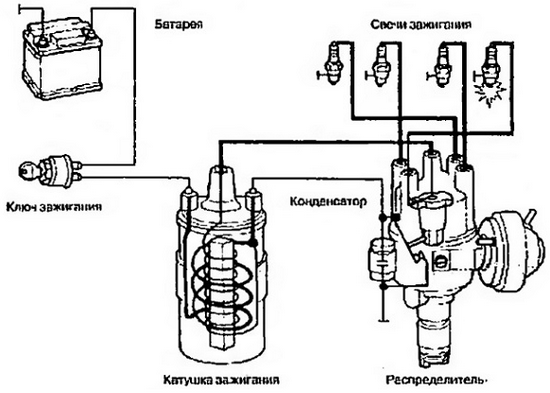 Батарея
Свечи зажигания
Ключ зажигания
Конденсатор
Катушка зажигания
Распределитель